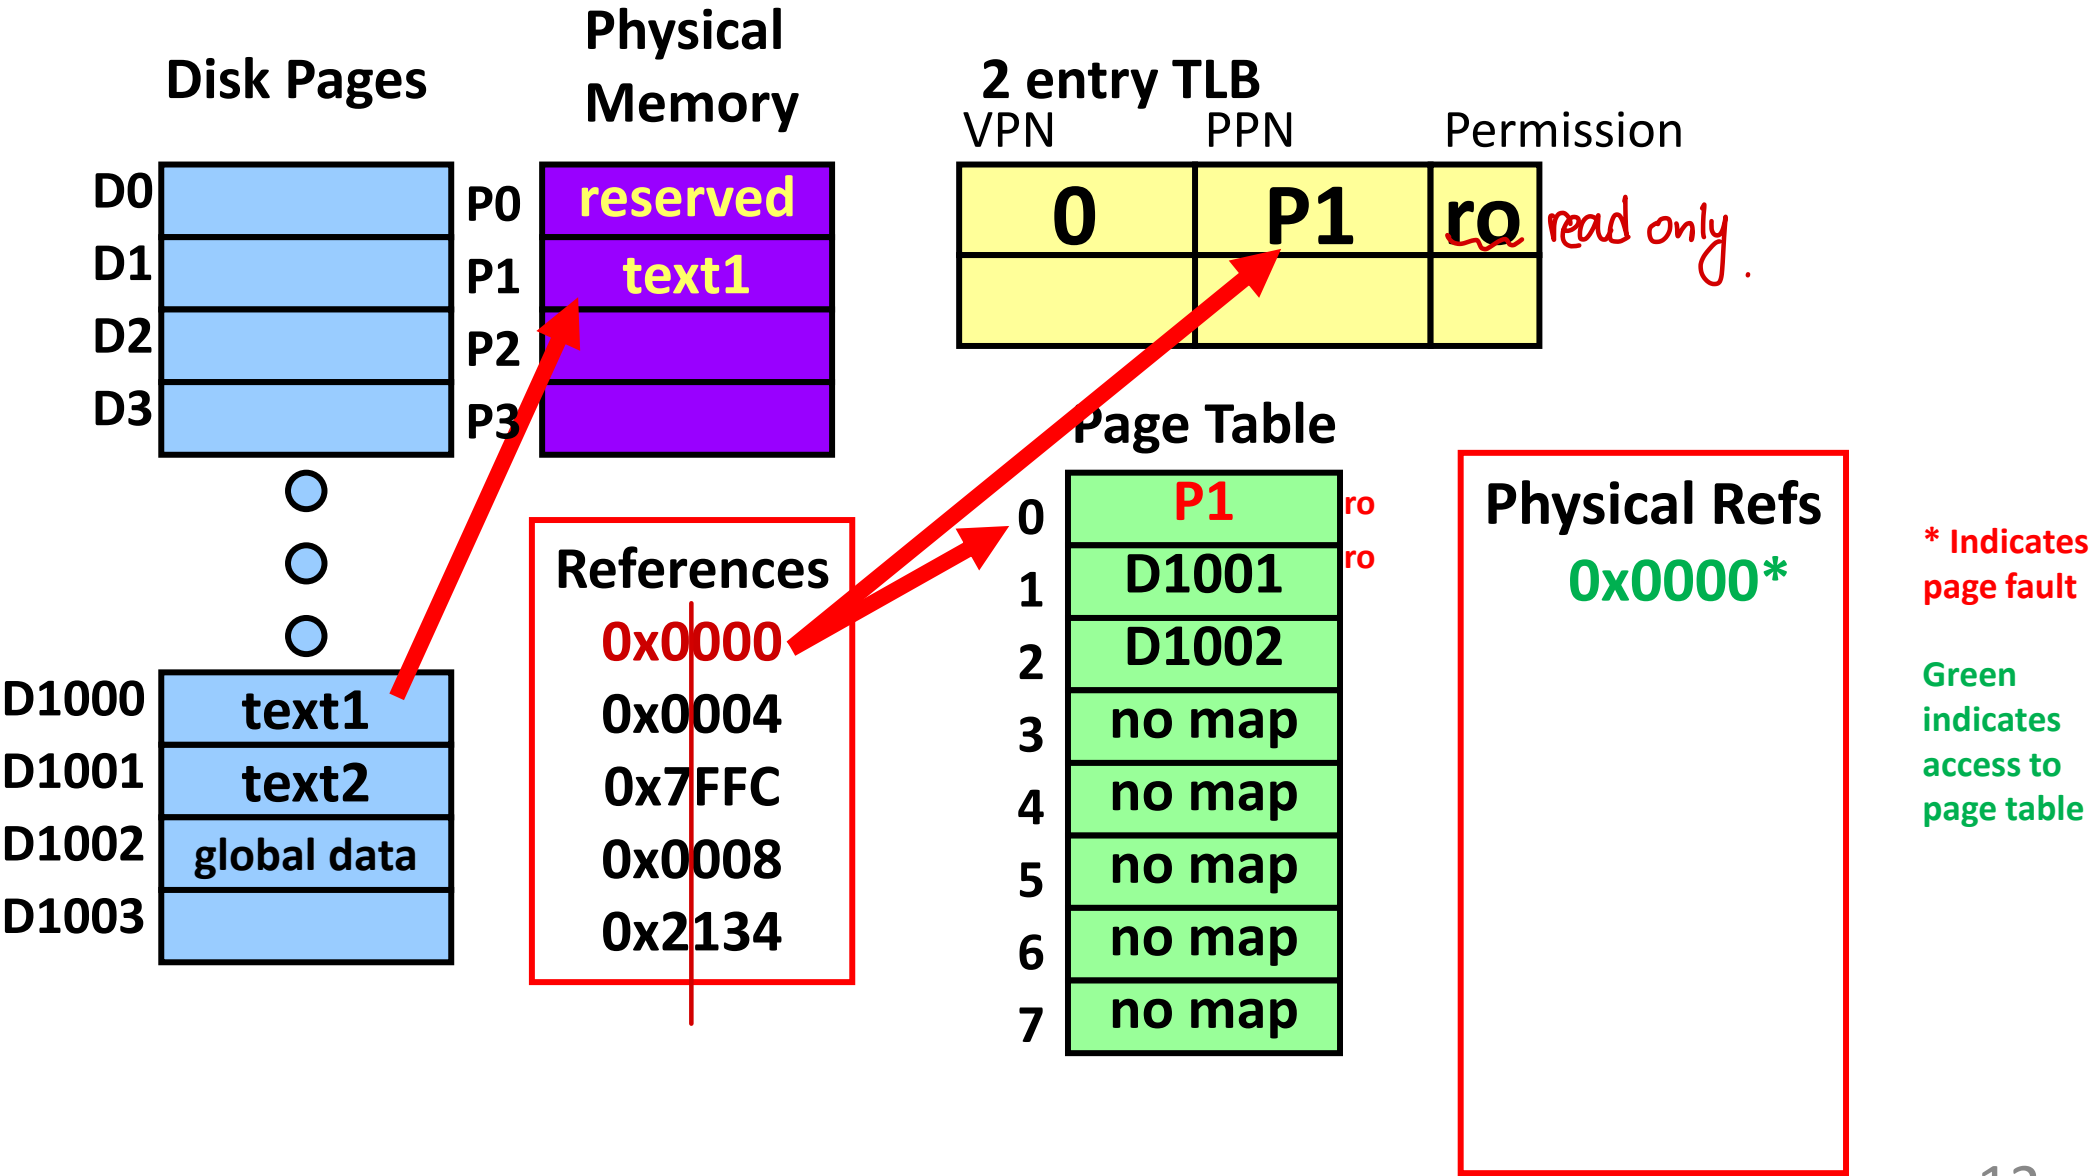 Disk Pages
Physical
Memory
2 entry TLB
VPN PPN Permission
D0
D1
D2
D3
P0 reserved
P1 text1
P2
P3
0 P1 ro read only.
D1000 text1
D1001 text2
D1002 global data
D1003
References
0x0000
0x0004
0x7FFC
0x0008
0x2134
Page Table
0 P1 ro
1 D1001 ro
2 D1002
3 no map
4 no map
5 no map
6 no map
7 no map
Physical Refs
0x0000*
* Indicates
page fault
Green
indicates
access to
page table